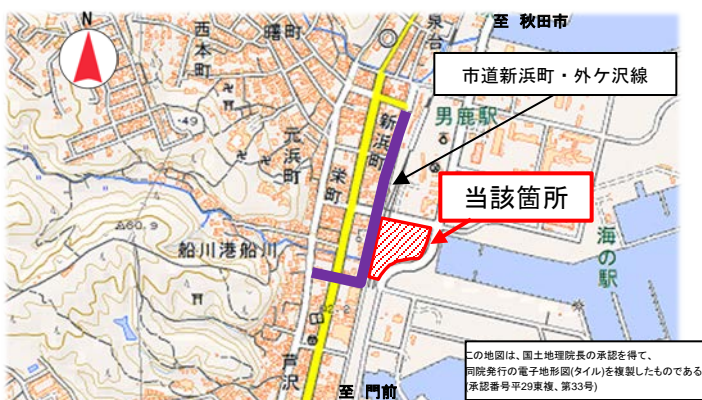 至 秋田市
N
西本町
曙町
泉台
市道新浜町・外ケ沢線
男鹿駅
・49
新浜町
元浜町
栄町
当該箇所
△60.9
船川港船川
海の駅
芦沢
至 門前
この地図は、国土地理院長の承認を得て、
同院発行の電子地形図(タイル)を複製したものである
(承認番号平29東複、第33号)